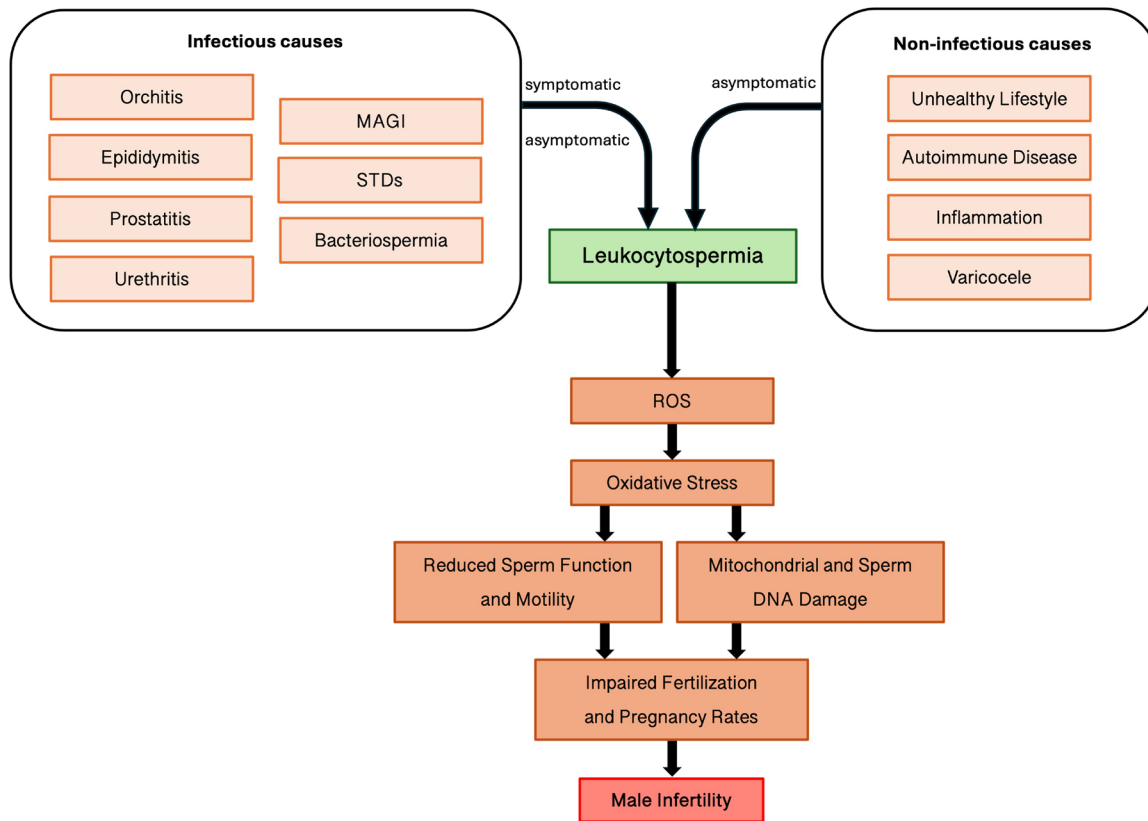 Infectious causes
Orchitis
Epididymitis
Prostatitis
Urethritis
MAGI
STDs
Bacteriospermia
symptomatic
asymptomatic
asymptomatic
Non-infectious causes
Unhealthy Lifestyle
Autoimmune Disease
Inflammation
Varicocele
Leukocytospermia
ROS
Oxidative Stress
Reduced Sperm Function
and Motility
Mitochondrial and Sperm
DNA Damage
Impaired Fertilization
and Pregnancy Rates
Male Infertility